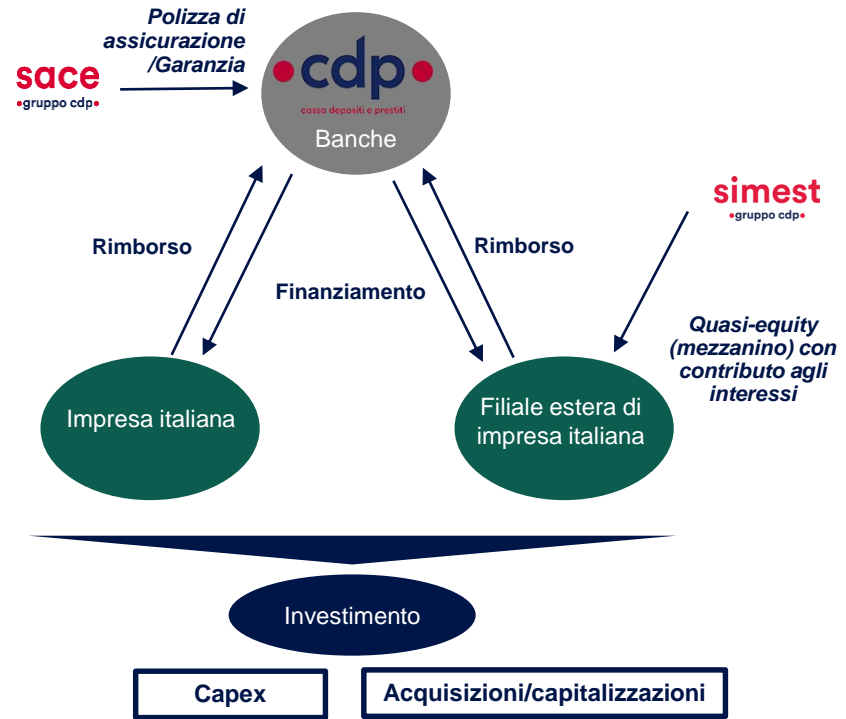 Polizza di
assicurazione
/Garanzia
sace
•gruppo cdp•
•cdp•
cassa depositi e prestiti
Banche
simest
•gruppo cdp•
Rimborso
Rimborso
Finanziamento
Quasi-equity
(mezzanino) con
contributo agli
interessi
Impresa italiana
Filiale estera di
impresa italiana
Investimento
Capex
Acquisizioni/capitalizzazioni